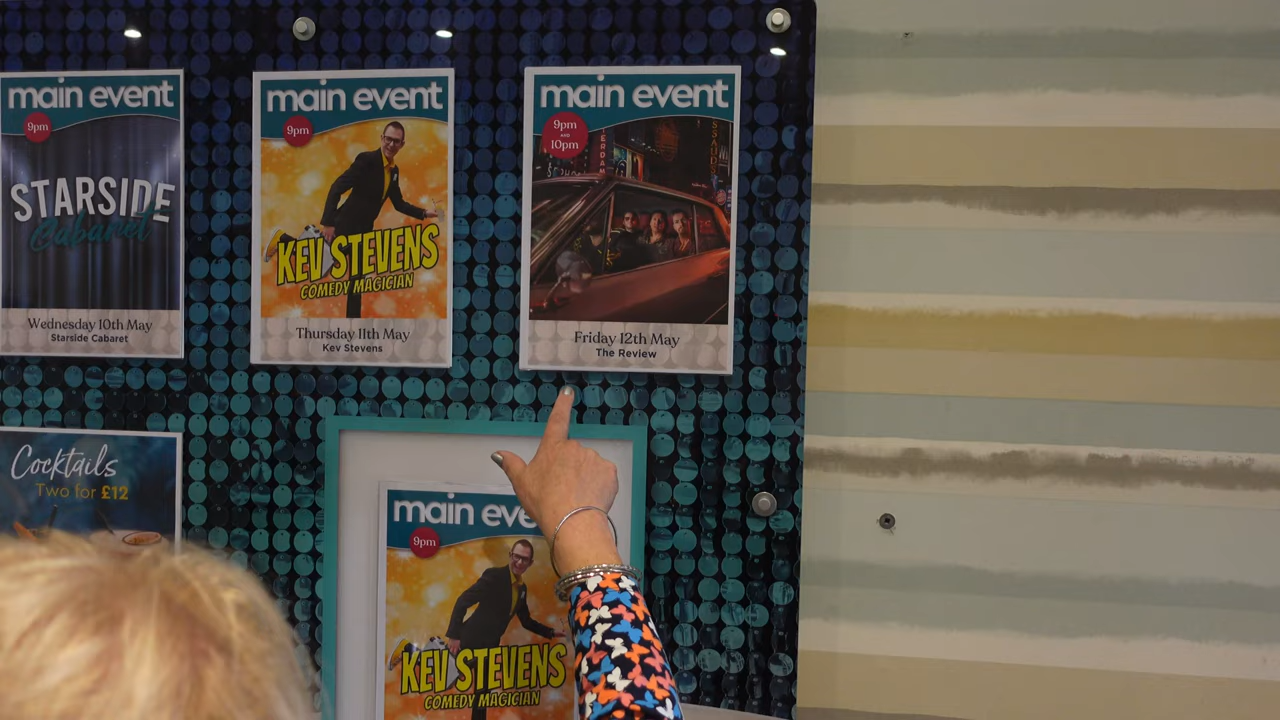 main event
9pm
STARSIDE
Cabaret
Wednesday 10th May
Starside Cabaret
main event
9pm
KEV STEVENS
COMEDY MAGICIAN
Thursday 11th May
Kev Stevens
main event
9pm
AND
10pm
Friday 12th May
The Review
Cocktails
Two for £12
main eve
9pm
KEV STEVENS
COMEDY MAGICIAN